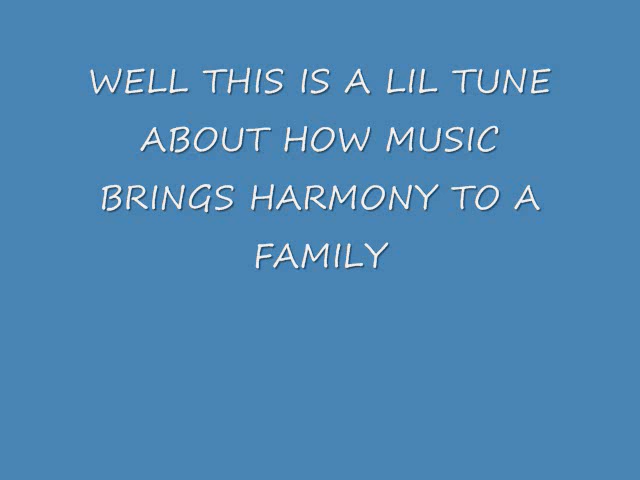 WELL THIS IS A LIL TUNE
ABOUT HOW MUSIC
BRINGS HARMONY TO A
FAMILY